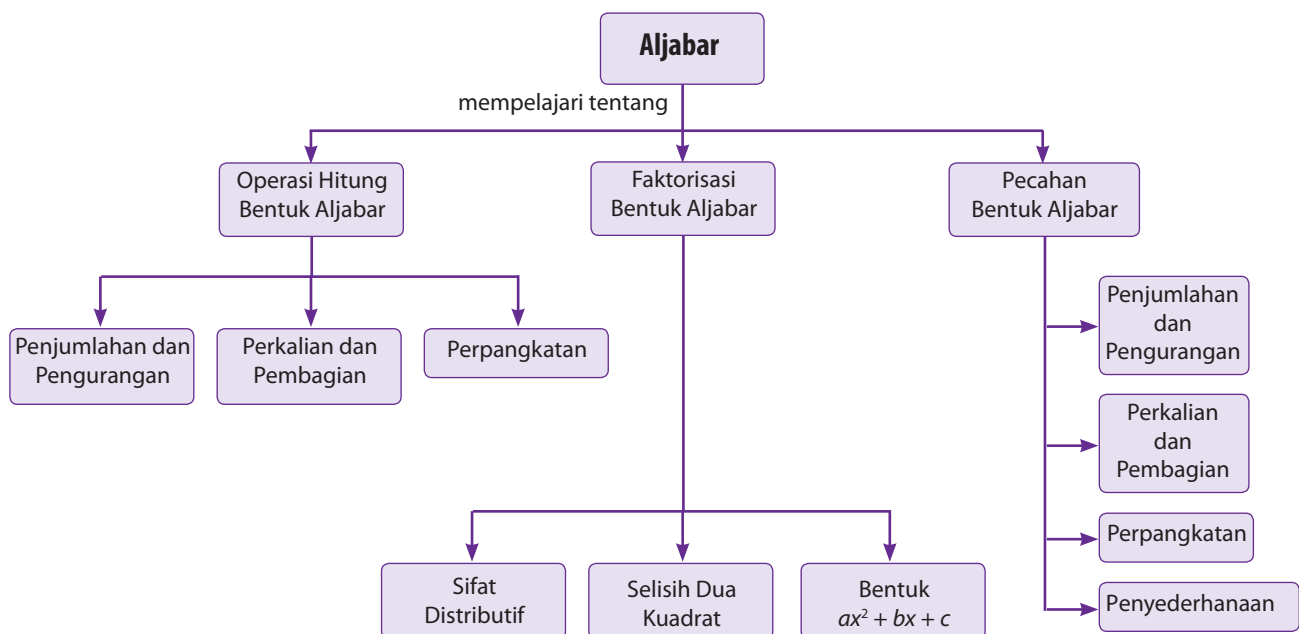 Aljabar
mempelajari tentang
Operasi Hitung
Bentuk Aljabar
Faktorisasi
Bentuk Aljabar
Pecahan
Bentuk Aljabar
Penjumlahan dan
Pengurangan
Perkalian dan
Pembagian
Perpangkatan
Sifat
Distributif
Selisih Dua
Kuadrat
Bentuk
ax² + bx + c
Penjumlahan
dan
Pengurangan
Perkalian
dan
Pembagian
Perpangkatan
Penyederhanaan